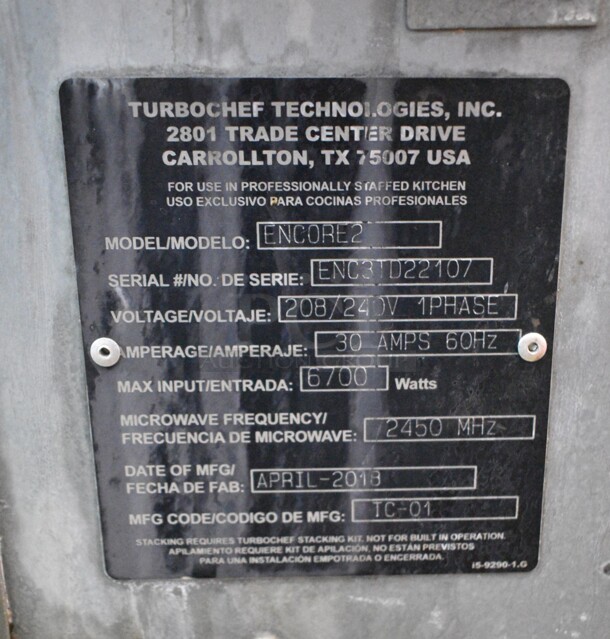 TURBOCHEF TECHNOLOGIES, INC.
2801 TRADE CENTER DRIVE
CARROLLTON, TX 75007 USA
FOR USE IN PROFESSIONALLY STAFFED KITCHEN
USO EXCLUSIVO PARA COCINAS PROFESIONALES
MODEL/MODELO: ENCORE2
SERIAL #/NO. DE SERIE: ENC3TD22107
VOLTAGE/VOLTAJE: 208/240V 1PHASE
AMPERAGE/AMPERAJE: 30 AMPS 60Hz
MAX INPUT/ENTRADA: 6700 Watts
MICROWAVE FREQUENCY/
FRECUENCIA DE MICROWAVE: 2450 MHz
DATE OF MFG/
FECHA DE FAB: APRIL-2018
MFG CODE/CODIGO DE MFG: TC-01
STACKING REQUIRES TURBOCHEF STACKING KIT. NOT FOR BUILT IN OPERATION.
APILAMIENTO REQUIERE KIT DE APILACIÓN, NO ESTÁN PREVISTOS
PARA UNA INSTALACIÓN EMPOTRADA O ENCERRADA.
i5-9290-1.G